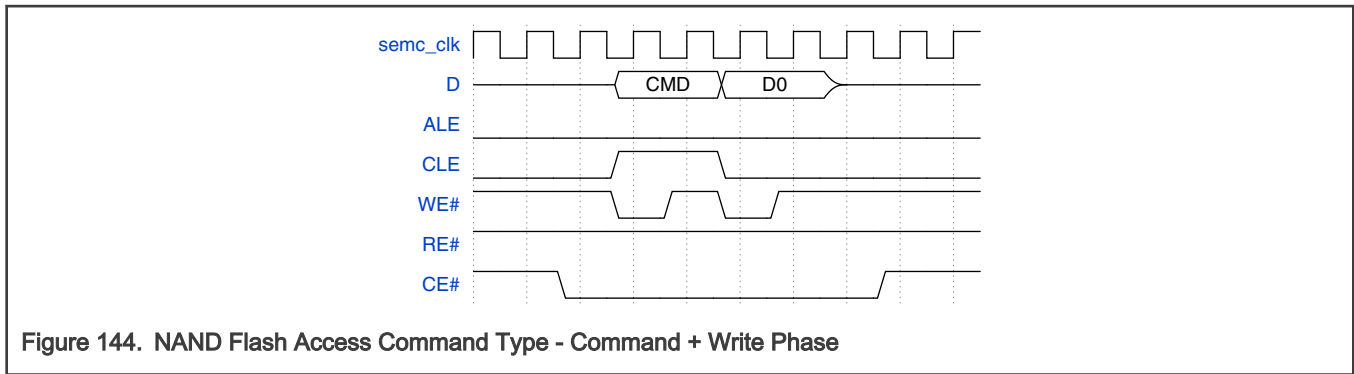 semc_clk
D CMD D0
ALE
CLE
WE#
RE#
CE#
Figure 144. NAND Flash Access Command Type - Command + Write Phase